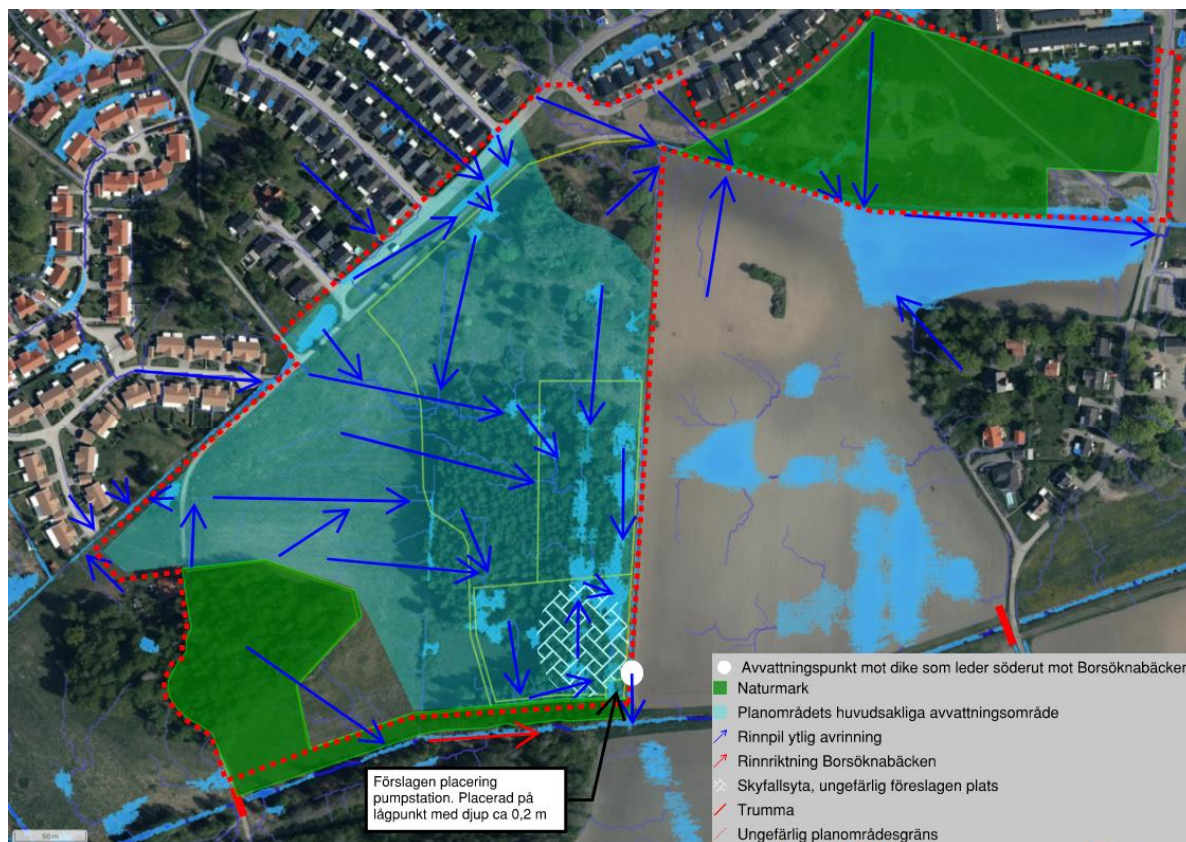 Avvattningspunkt mot dike som leder söderut mot Borsöknabäcken
Naturmark
Planområdets huvudsakliga avvattningsområde
Rinnpil ytlig avrinning
Rinnriktning Borsöknabäcken
Skyfallsyta, ungefärlig föreslagen plats
Trumma
Ungefärlig planområdesgräns
Förslagen placering
pumpstation. Placerad på
lågpunkt med djup ca 0,2 m
50 m